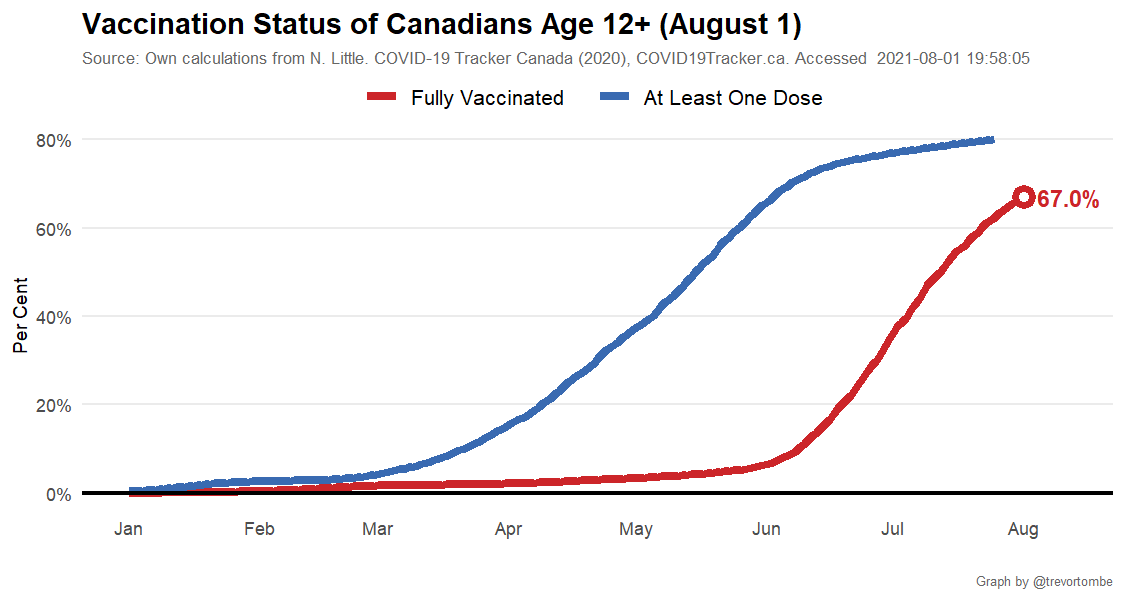 Vaccination Status of Canadians Age 12+ (August 1)
Source: Own calculations from N. Little. COVID-19 Tracker Canada (2020), COVID19Tracker.ca. Accessed  2021-08-01 19:58:05
Fully Vaccinated At Least One Dose
80%
67.0%
60%
Per Cent
40%
20%
0%
Jan Feb Mar Apr May Jun Jul Aug
Graph by @trevortombe